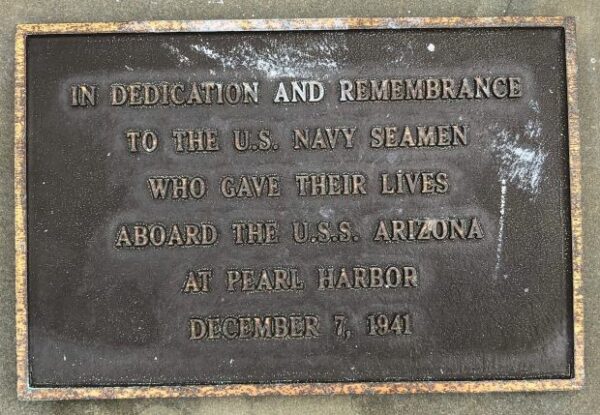 IN DEDICATION AND REMEMBRANCE
TO THE U.S. NAVY SEAMEN
WHO GAVE THEIR LIVES
ABOARD THE U.S.S. ARIZONA
AT PEARL HARBOR
DECEMBER 7, 1941